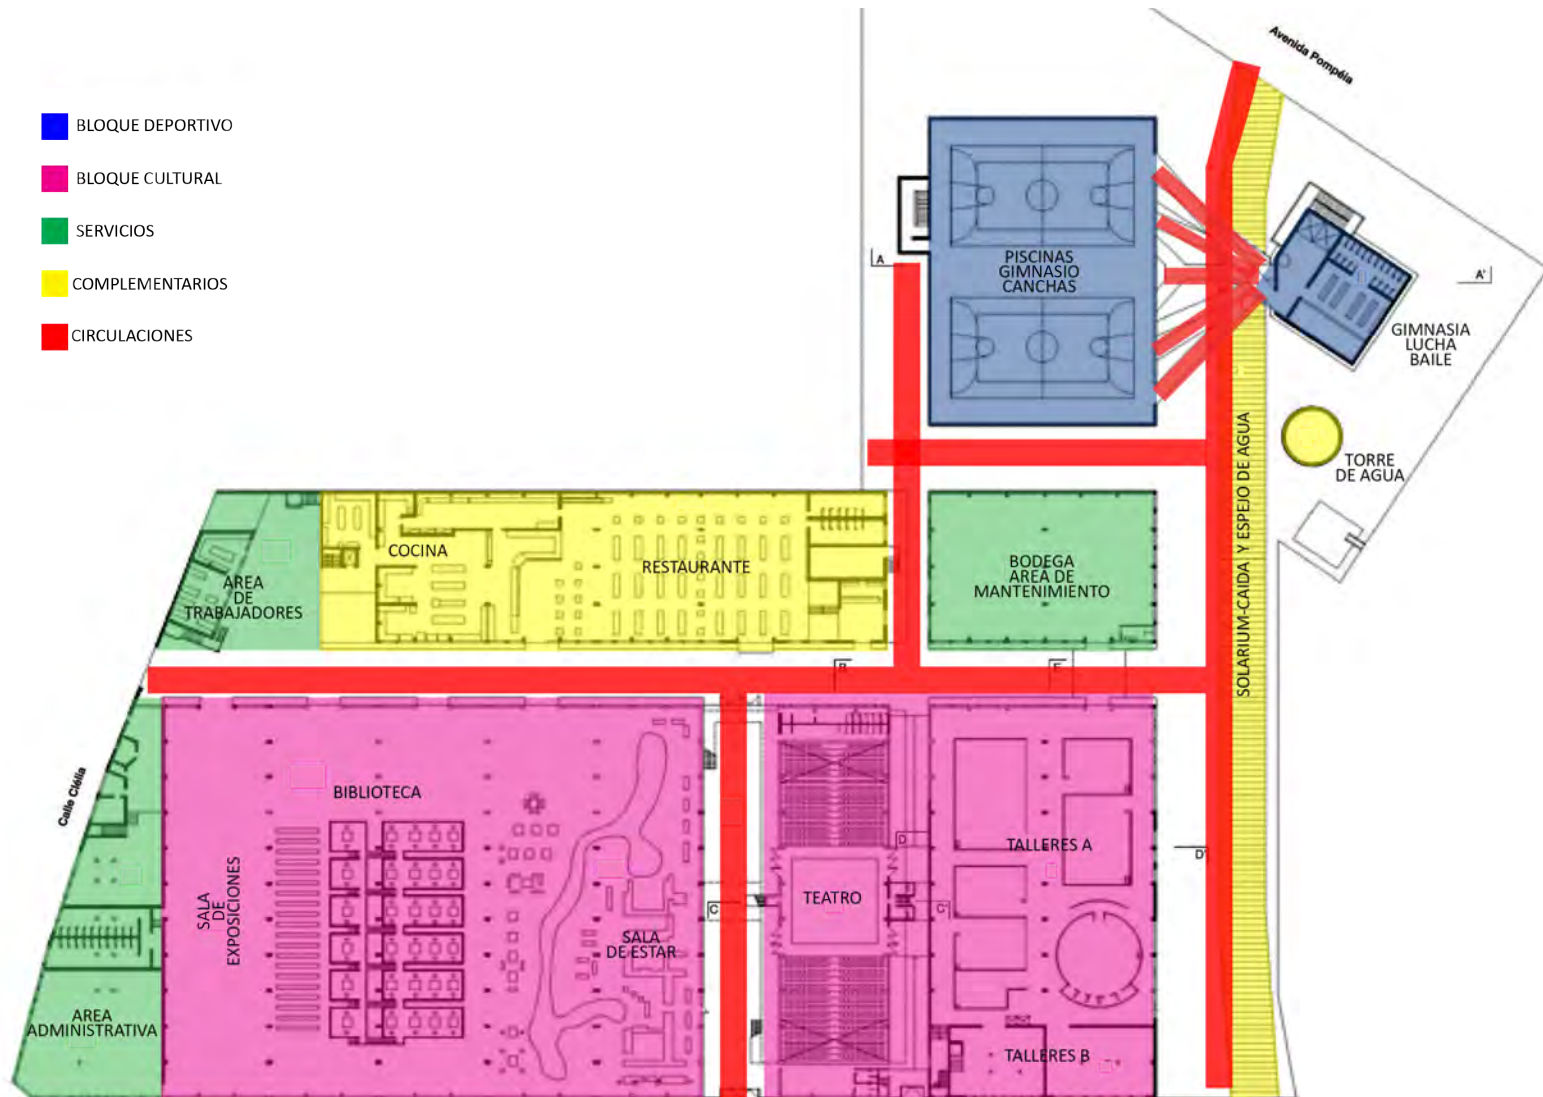 Avenida Pompéia
BLOQUE DEPORTIVO
BLOQUE CULTURAL
SERVICIOS
COMPLEMENTARIOS
CIRCULACIONES
A
PISCINAS
GIMNASIO
CANCHAS
A'
GIMNASIA
LUCHA
BAILE
TORRE
DE AGUA
SOLARIUM-CAIDA Y ESPEJO DE AGUA
COCINA
RESTAURANTE
BODEGA
AREA DE
MANTENIMIENTO
AREA
DE
TRABAJADORES
B
E
Calle Clélia
BIBLIOTECA
SALA
DE
EXPOSICIONES
SALA
DE ESTAR
D
TALLERES A
D'
TEATRO
C
C'
AREA
ADMINISTRATIVA
TALLERES B